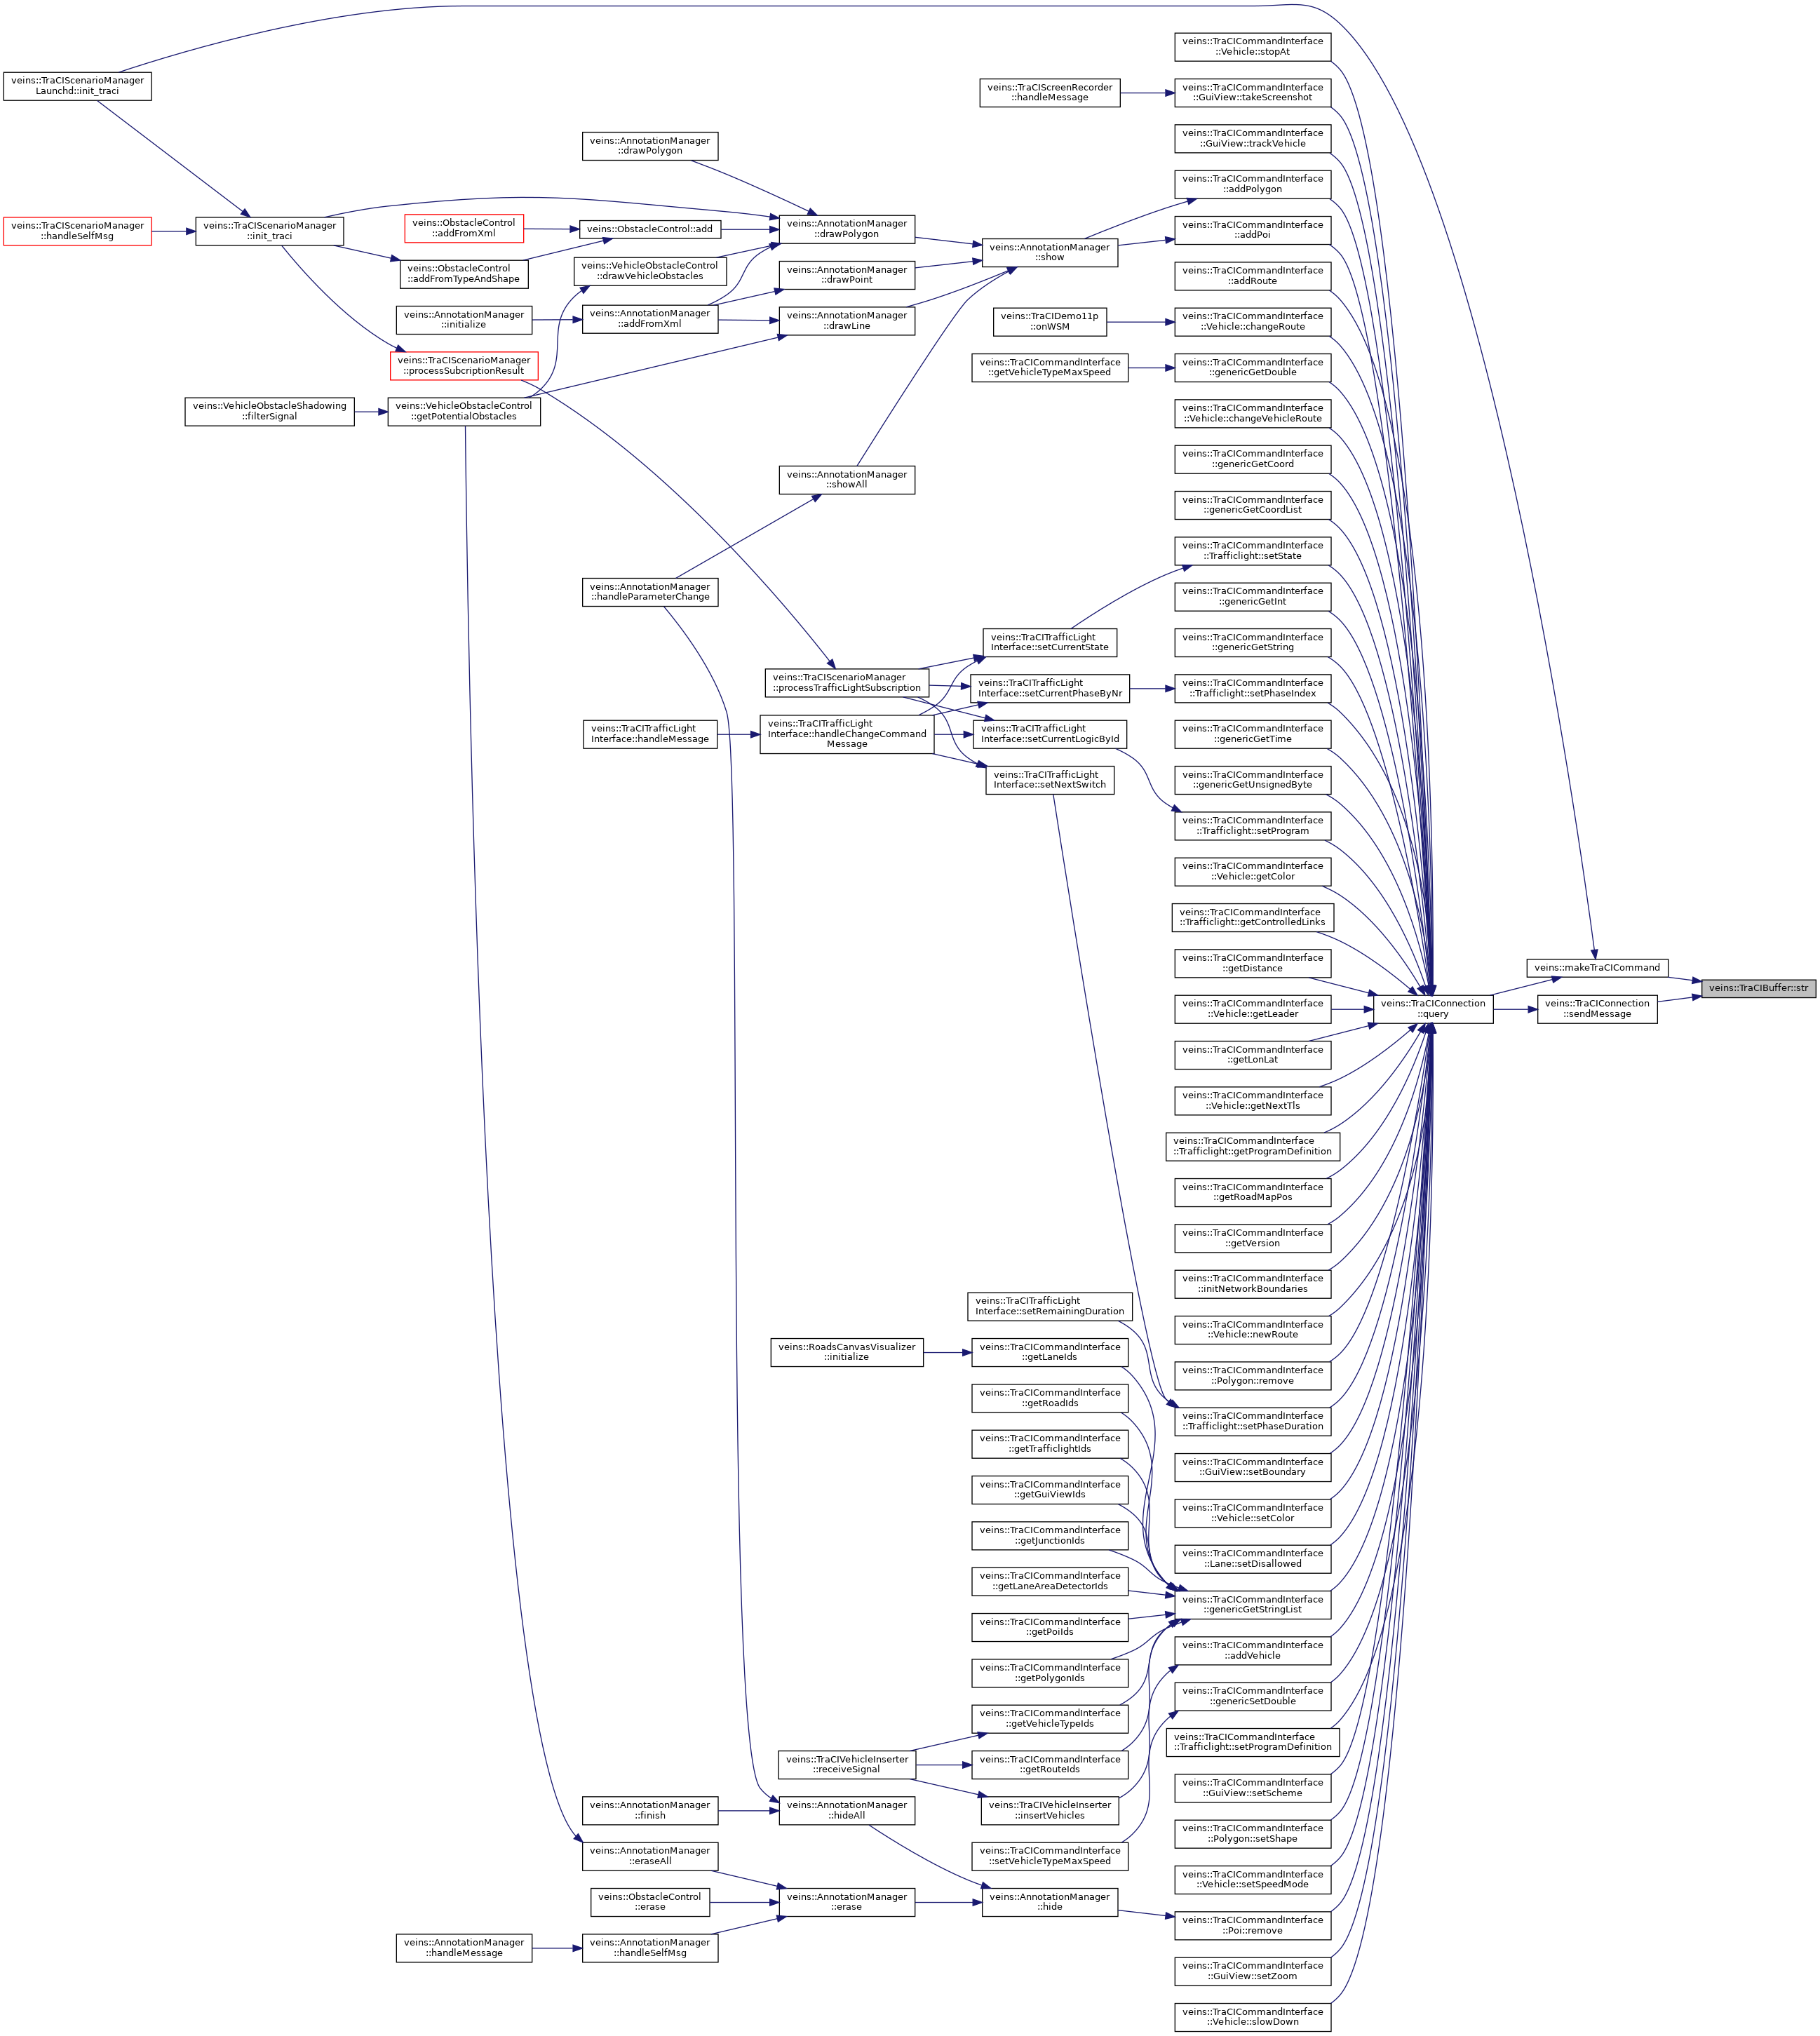 veins::TraCIScenarioManager
Launchd::init_traci
veins::TraCIScenarioManager
::handleSelfMsg
veins::TraCIScenarioManager
::init_traci
veins::VehicleObstacleShadowing
::filterSignal
veins::ObstacleControl
::addFromXml
veins::ObstacleControl
::addFromTypeAndShape
veins::AnnotationManager
::initialize
veins::TraCIScenarioManager
::processSubcriptionResult
veins::VehicleObstacleControl
::getPotentialObstacles
veins::AnnotationManager
::handleMessage
veins::AnnotationManager
::drawPolygon
veins::ObstacleControl::add
veins::VehicleObstacleControl
::drawVehicleObstacles
veins::AnnotationManager
::addFromXml
veins::AnnotationManager
::handleParameterChange
veins::TraCITrafficLight
Interface::handleMessage
veins::AnnotationManager
::finish
veins::AnnotationManager
::eraseAll
veins::ObstacleControl
::erase
veins::AnnotationManager
::handleSelfMsg
veins::AnnotationManager
::drawPolygon
veins::AnnotationManager
::drawPoint
veins::AnnotationManager
::drawLine
veins::AnnotationManager
::showAll
veins::TraCIScenarioManager
::processTrafficLightSubscription
veins::TraCITrafficLight
Interface::handleChangeCommand
Message
veins::RoadsCanvasVisualizer
::initialize
veins::TraCIVehicleInserter
::receiveSignal
veins::AnnotationManager
::hideAll
veins::AnnotationManager
::erase
veins::TraCIScreenRecorder
::handleMessage
veins::AnnotationManager
::show
veins::TraCIDemo11p
::onWSM
veins::TraCICommandInterface
::getVehicleTypeMaxSpeed
veins::TraCITrafficLight
Interface::setCurrentState
veins::TraCITrafficLight
Interface::setCurrentPhaseByNr
veins::TraCITrafficLight
Interface::setCurrentLogicById
veins::TraCITrafficLight
Interface::setNextSwitch
veins::TraCITrafficLight
Interface::setRemainingDuration
veins::TraCICommandInterface
::getLaneIds
veins::TraCICommandInterface
::getRoadIds
veins::TraCICommandInterface
::getTrafficlightIds
veins::TraCICommandInterface
::getGuiViewIds
veins::TraCICommandInterface
::getJunctionIds
veins::TraCICommandInterface
::getLaneAreaDetectorIds
veins::TraCICommandInterface
::getPoiIds
veins::TraCICommandInterface
::getPolygonIds
veins::TraCICommandInterface
::getVehicleTypeIds
veins::TraCICommandInterface
::getRouteIds
veins::TraCIVehicleInserter
::insertVehicles
veins::TraCICommandInterface
::setVehicleTypeMaxSpeed
veins::AnnotationManager
::hide
veins::TraCICommandInterface
::Vehicle::stopAt
veins::TraCICommandInterface
::GuiView::takeScreenshot
veins::TraCICommandInterface
::GuiView::trackVehicle
veins::TraCICommandInterface
::addPolygon
veins::TraCICommandInterface
::addPoi
veins::TraCICommandInterface
::addRoute
veins::TraCICommandInterface
::Vehicle::changeRoute
veins::TraCICommandInterface
::genericGetDouble
veins::TraCICommandInterface
::Vehicle::changeVehicleRoute
veins::TraCICommandInterface
::genericGetCoord
veins::TraCICommandInterface
::genericGetCoordList
veins::TraCICommandInterface
::Trafficlight::setState
veins::TraCICommandInterface
::genericGetInt
veins::TraCICommandInterface
::genericGetString
veins::TraCICommandInterface
::Trafficlight::setPhaseIndex
veins::TraCICommandInterface
::genericGetTime
veins::TraCICommandInterface
::genericGetUnsignedByte
veins::TraCICommandInterface
::Trafficlight::setProgram
veins::TraCICommandInterface
::Vehicle::getColor
veins::TraCICommandInterface
::Trafficlight::getControlledLinks
veins::TraCICommandInterface
::getDistance
veins::TraCICommandInterface
::Vehicle::getLeader
veins::TraCICommandInterface
::getLonLat
veins::TraCICommandInterface
::Vehicle::getNextTls
veins::TraCICommandInterface
::Trafficlight::getProgramDefinition
veins::TraCICommandInterface
::getRoadMapPos
veins::TraCICommandInterface
::getVersion
veins::TraCICommandInterface
::initNetworkBoundaries
veins::TraCICommandInterface
::Vehicle::newRoute
veins::TraCICommandInterface
::Polygon::remove
veins::TraCICommandInterface
::Trafficlight::setPhaseDuration
veins::TraCICommandInterface
::GuiView::setBoundary
veins::TraCICommandInterface
::Vehicle::setColor
veins::TraCICommandInterface
::Lane::setDisallowed
veins::TraCICommandInterface
::genericGetStringList
veins::TraCICommandInterface
::addVehicle
veins::TraCICommandInterface
::genericSetDouble
veins::TraCICommandInterface
::Trafficlight::setProgramDefinition
veins::TraCICommandInterface
::GuiView::setScheme
veins::TraCICommandInterface
::Polygon::setShape
veins::TraCICommandInterface
::Vehicle::setSpeedMode
veins::TraCICommandInterface
::Poi::remove
veins::TraCICommandInterface
::GuiView::setZoom
veins::TraCICommandInterface
::Vehicle::slowDown
veins::TraCIConnection
::query
veins::makeTraCICommand
veins::TraCIConnection
::sendMessage
veins::TraCIBuffer::str